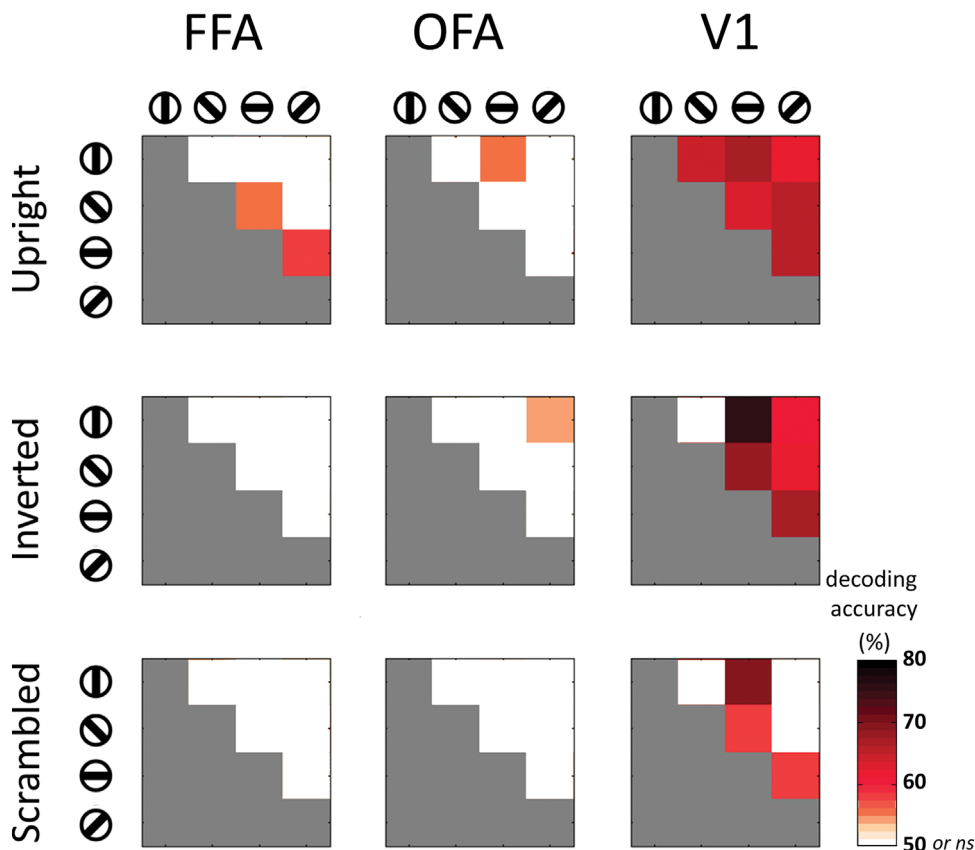 FFA OFA V1
Upright
Inverted
Scrambled
decoding
accuracy
(%)
80
70
60
50 or ns